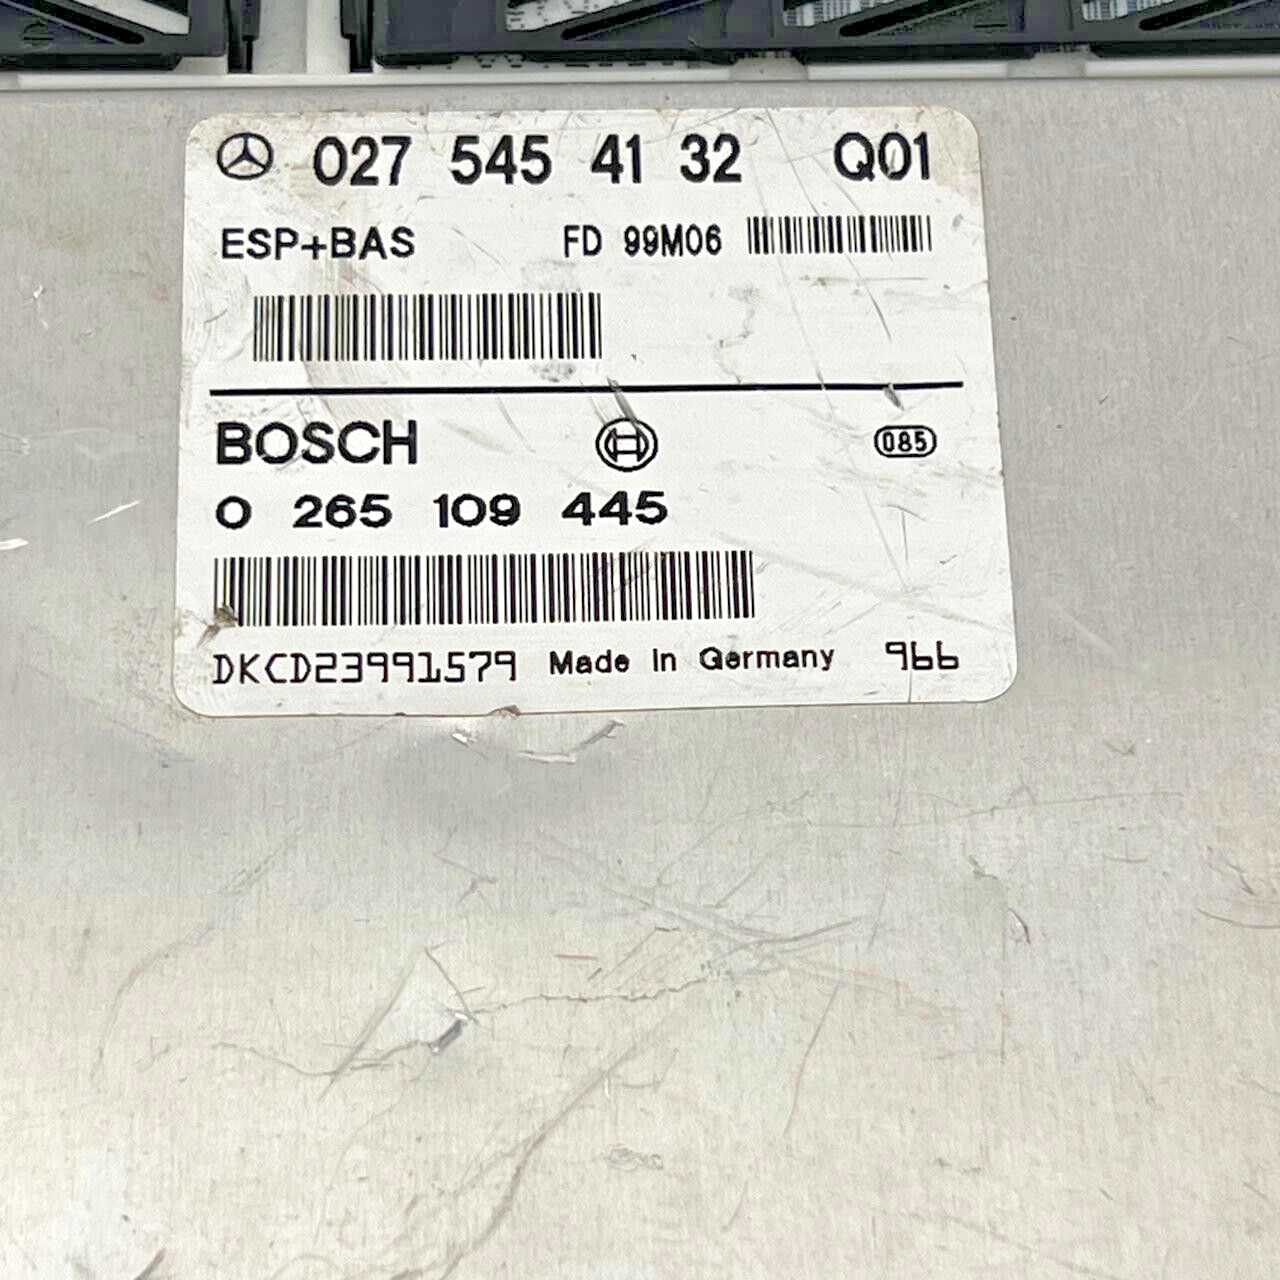 027 545 41 32 Q01
ESP+BAS FD 99M06
BOSCH 085
0 265 109 445
DKCD23991579 Made in Germany 966